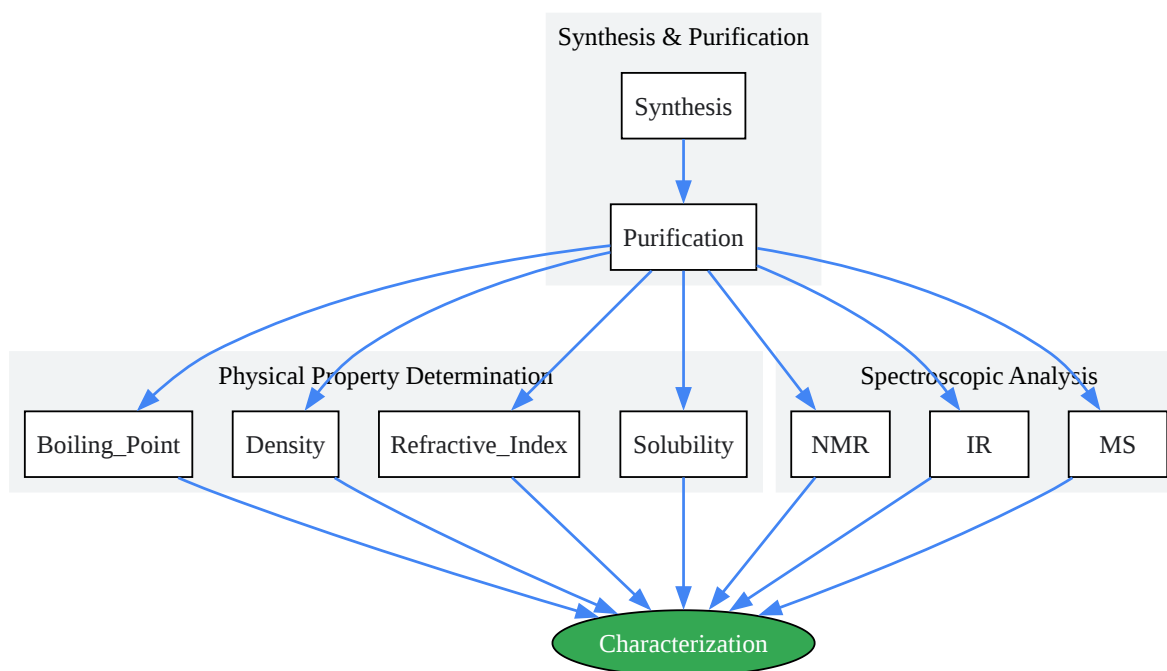 Synthesis & Purification
Synthesis
Purification
Physical Property Determination
Spectroscopic Analysis
Boiling_Point
Density
Refractive_Index
Solubility
NMR
IR
MS
Characterization